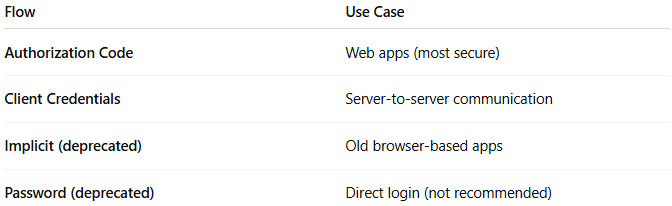 Flow Use Case
Authorization Code Web apps (most secure)
Client Credentials Server-to-server communication
Implicit (deprecated) Old browser-based apps
Password (deprecated) Direct login (not recommended)